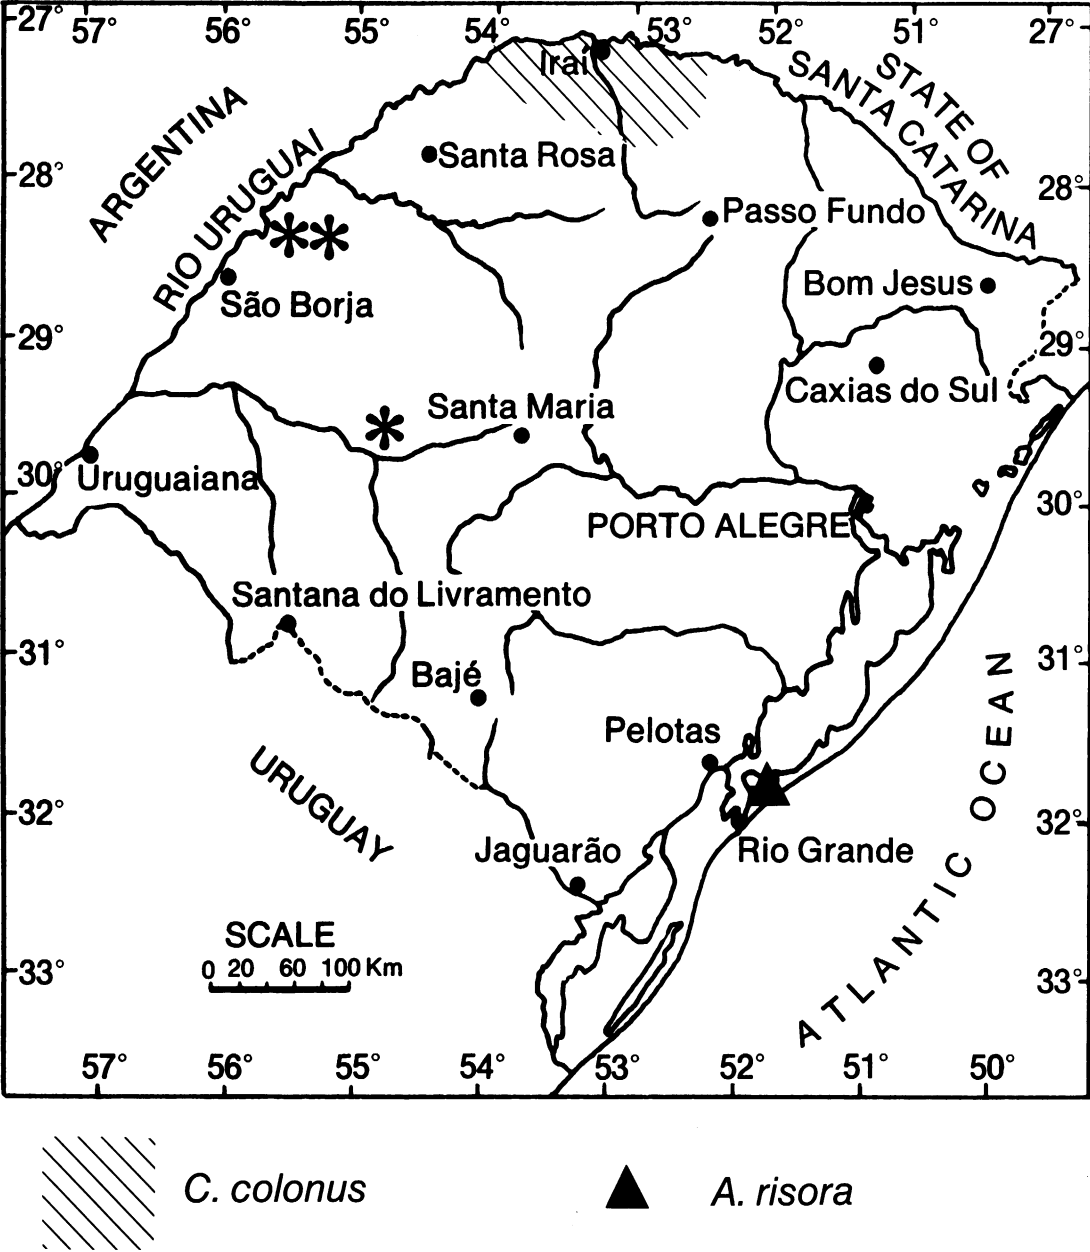 27° 57° 56° 55° 54° 53° 52° 51° 27°
Iraí
STATE OF
SANTA CATARINA
ARGENTINA
RIO URUGUAI
Santa Rosa
28° 28°
Passo Fundo
Bom Jesus
São Borja
29° 29°
Caxias do Sul
Santa Maria
30° Uruguaiana 30°
PORTO ALEGRE
Santana do Livramento
31° 31°
Bajé
Pelotas
ATLANTIC OCEAN
URUGUAY
32° 32°
Jaguarão Rio Grande
SCALE
0 20 60 100 Km
33° 33°
57° 56° 55° 54° 53° 52° 51° 50°
C. colonus A. risora